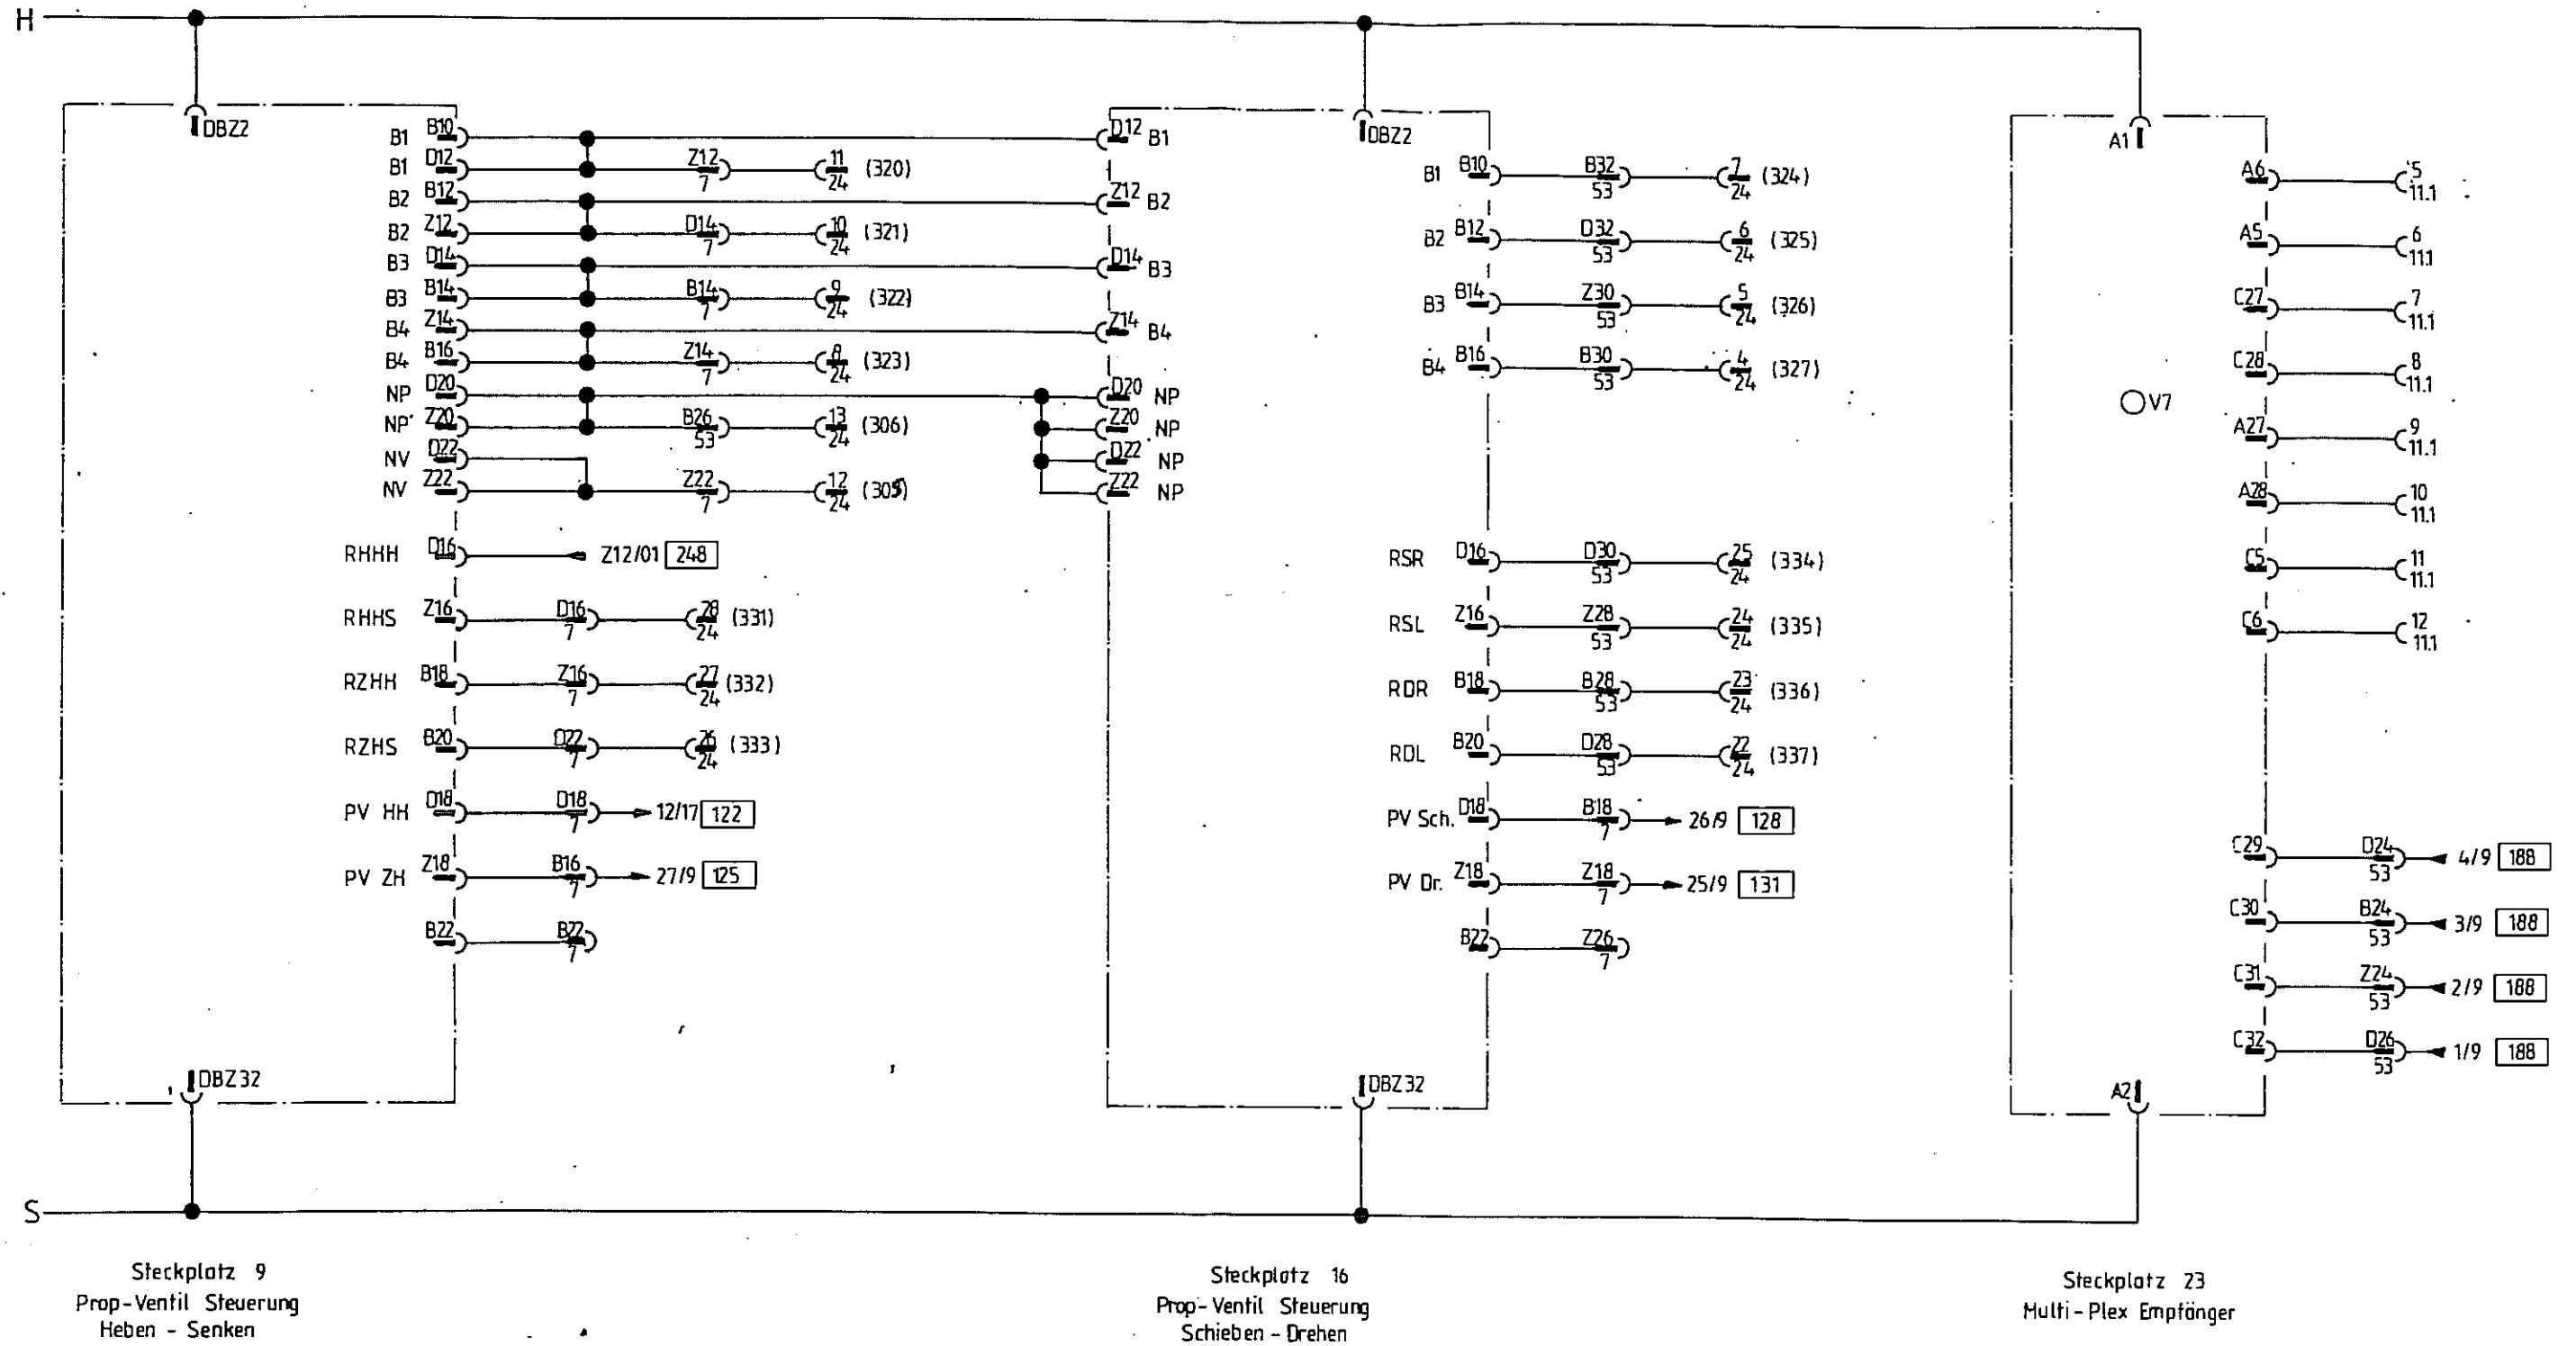 H
DBZ2
B1 B10
B1 D12 Z12 7 11 24 (320)
B2 B12
B2 Z12 D14 7 10 24 (321)
B3 D14
B3 B14 B14 7 9 24 (322)
B4 Z14
B4 B16 Z14 7 8 24 (323)
NP D20
NP Z20 B26 53 13 24 (306)
NV D22
NV Z22 Z22 7 12 24 (305)
RHHH D16 Z12/01 248
RHHS Z16 D16 7 28 24 (331)
RZHH B18 Z16 7 27 24 (332)
RZHS B20 D22 7 26 24 (333)
PV HH D18 D18 7 12/17 122
PV ZH Z18 B16 7 27/9 125
B22 B22 7
DBZ32
DBZ2
D12 B1
Z12 B2
D14 B3
Z14 B4
D20 NP
Z20 NP
D22 NP
Z22 NP
B1 B10 B32 53 7 24 (324)
B2 B12 D32 53 6 24 (325)
B3 B14 Z30 53 5 24 (326)
B4 B16 B30 53 4 24 (327)
RSR D16 D30 53 25 24 (334)
RSL Z16 Z28 53 24 24 (335)
RDR B18 B28 53 23 24 (336)
RDL B20 D28 53 22 24 (337)
PV Sch. D18 B18 7 26/9 128
PV Dr. Z18 Z18 7 25/9 131
B22 Z26 7
DBZ32
A1
V7
A6 5 11.1
A5 6 11.1
C27 7 11.1
C28 8 11.1
A27 9 11.1
A28 10 11.1
C5 11 11.1
C6 12 11.1
C29 D24 53 4/9 188
C30 B24 53 3/9 188
C31 Z24 53 2/9 188
C32 D26 53 1/9 188
A2
S
Steckplatz 9
Prop-Ventil Steuerung
Heben - Senken
Steckplatz 16
Prop-Ventil Steuerung
Schieben - Drehen
Steckplatz 23
Multi-Plex Empfänger